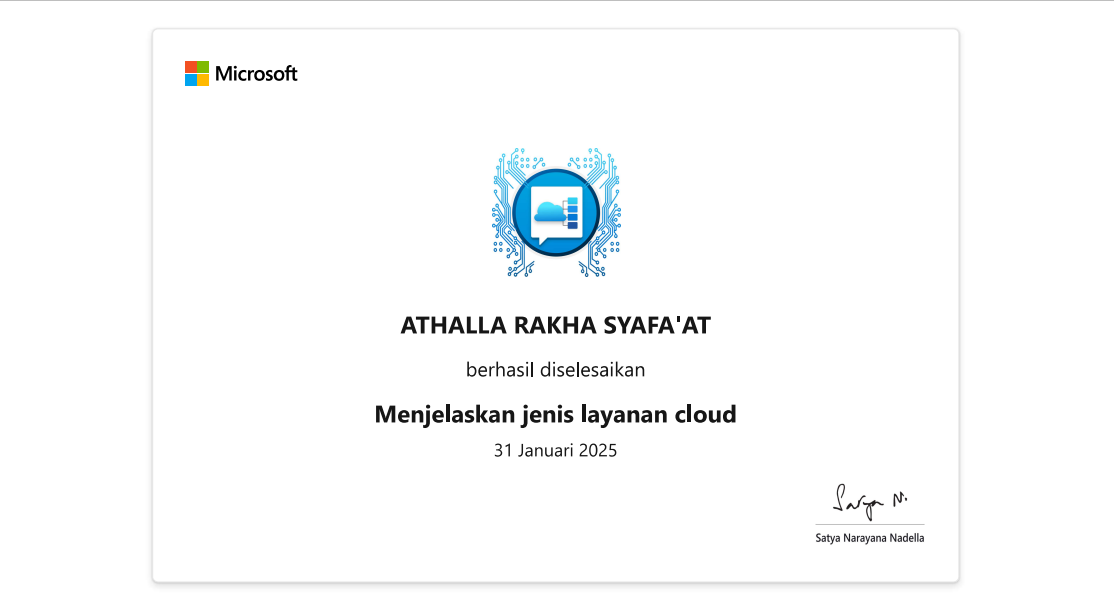 Microsoft
ATHALLA RAKHA SYAFA'AT
berhasil diselesaikan
Menjelaskan jenis layanan cloud
31 Januari 2025
Satya N.
Satya Narayana Nadella